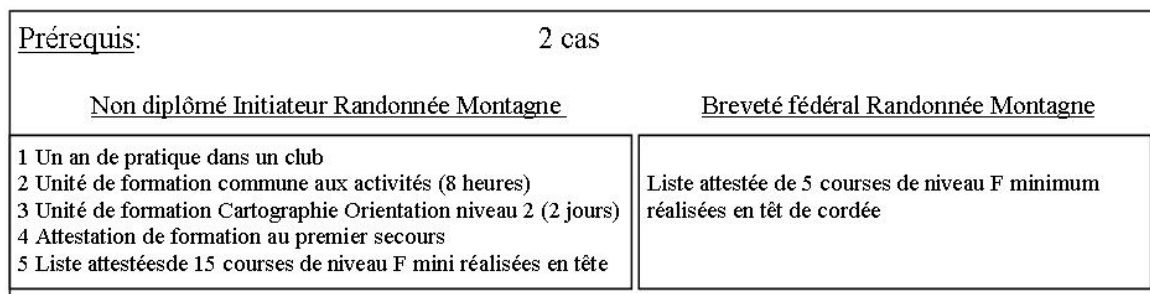 Prérequis: 2 cas
Non diplômé Initiateur Randonnée Montagne
Breveté fédéral Randonnée Montagne
1 Un an de pratique dans un club
2 Unité de formation commune aux activités (8 heures)
3 Unité de formation Cartographie Orientation niveau 2 (2 jours)
4 Attestation de formation au premier secours
5 Liste attestéesde 15 courses de niveau F mini réalisées en tête
Liste attestée de 5 courses de niveau F minimum
réalisées en têt de cordée